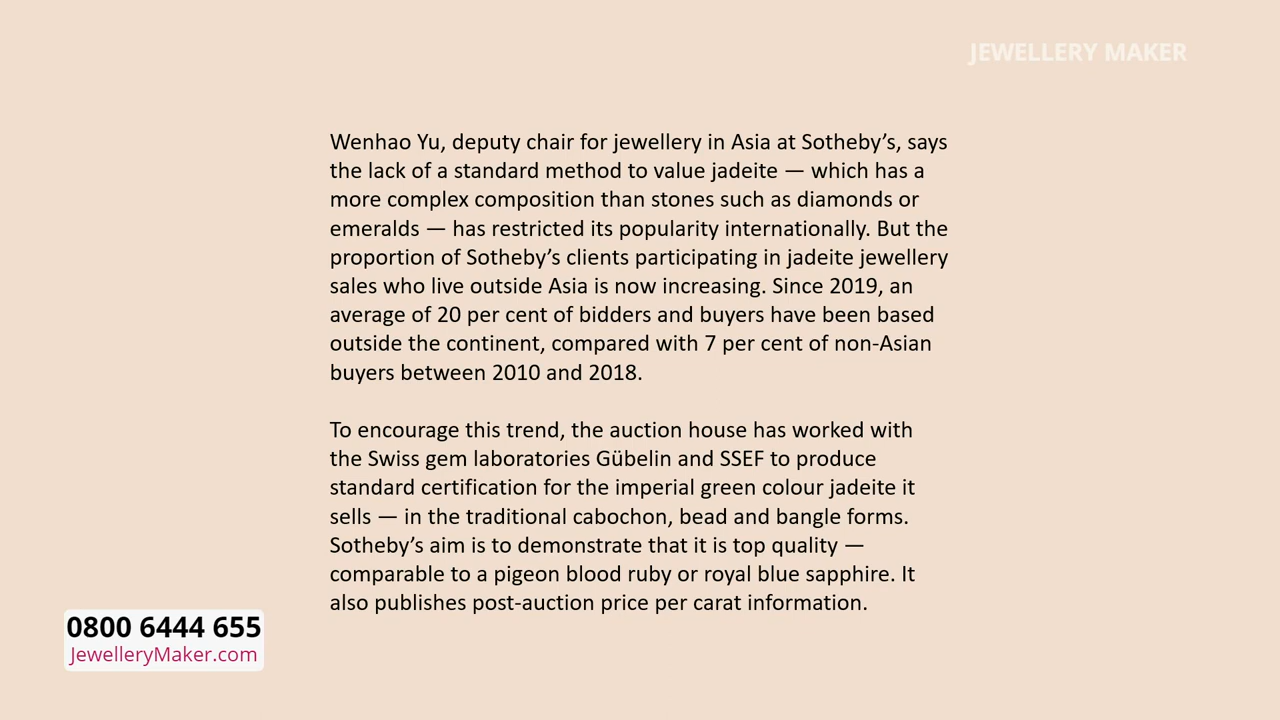 JEWELLERY MAKER
Wenhao Yu, deputy chair for jewellery in Asia at Sotheby’s, says
the lack of a standard method to value jadeite — which has a
more complex composition than stones such as diamonds or
emeralds — has restricted its popularity internationally. But the
proportion of Sotheby’s clients participating in jadeite jewellery
sales who live outside Asia is now increasing. Since 2019, an
average of 20 per cent of bidders and buyers have been based
outside the continent, compared with 7 per cent of non-Asian
buyers between 2010 and 2018.
To encourage this trend, the auction house has worked with
the Swiss gem laboratories Gübelin and SSEF to produce
standard certification for the imperial green colour jadeite it
sells — in the traditional cabochon, bead and bangle forms.
Sotheby’s aim is to demonstrate that it is top quality —
comparable to a pigeon blood ruby or royal blue sapphire. It
also publishes post-auction price per carat information.
0800 6444 655
JewelleryMaker.com